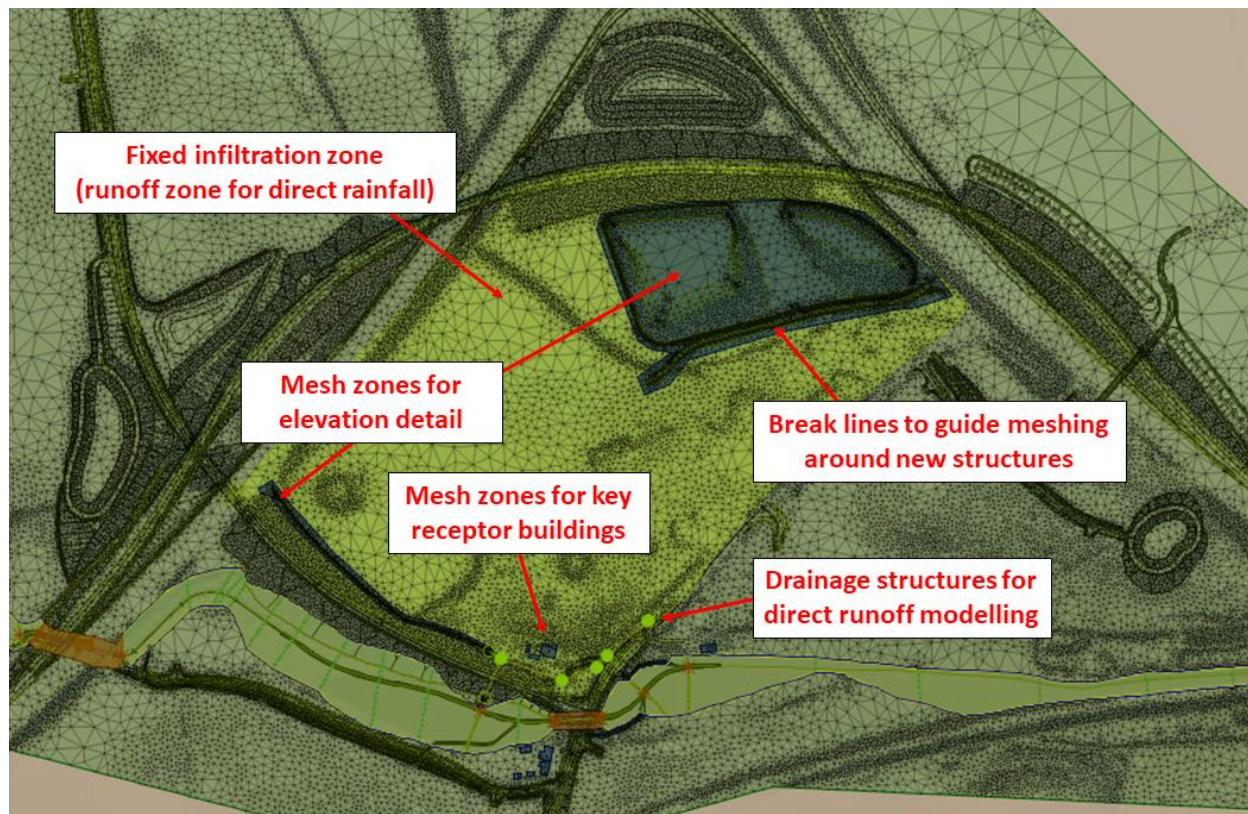 Fixed infiltration zone
(runoff zone for direct rainfall)
Mesh zones for
elevation detail
Break lines to guide meshing
around new structures
Mesh zones for key
receptor buildings
Drainage structures for
direct runoff modelling